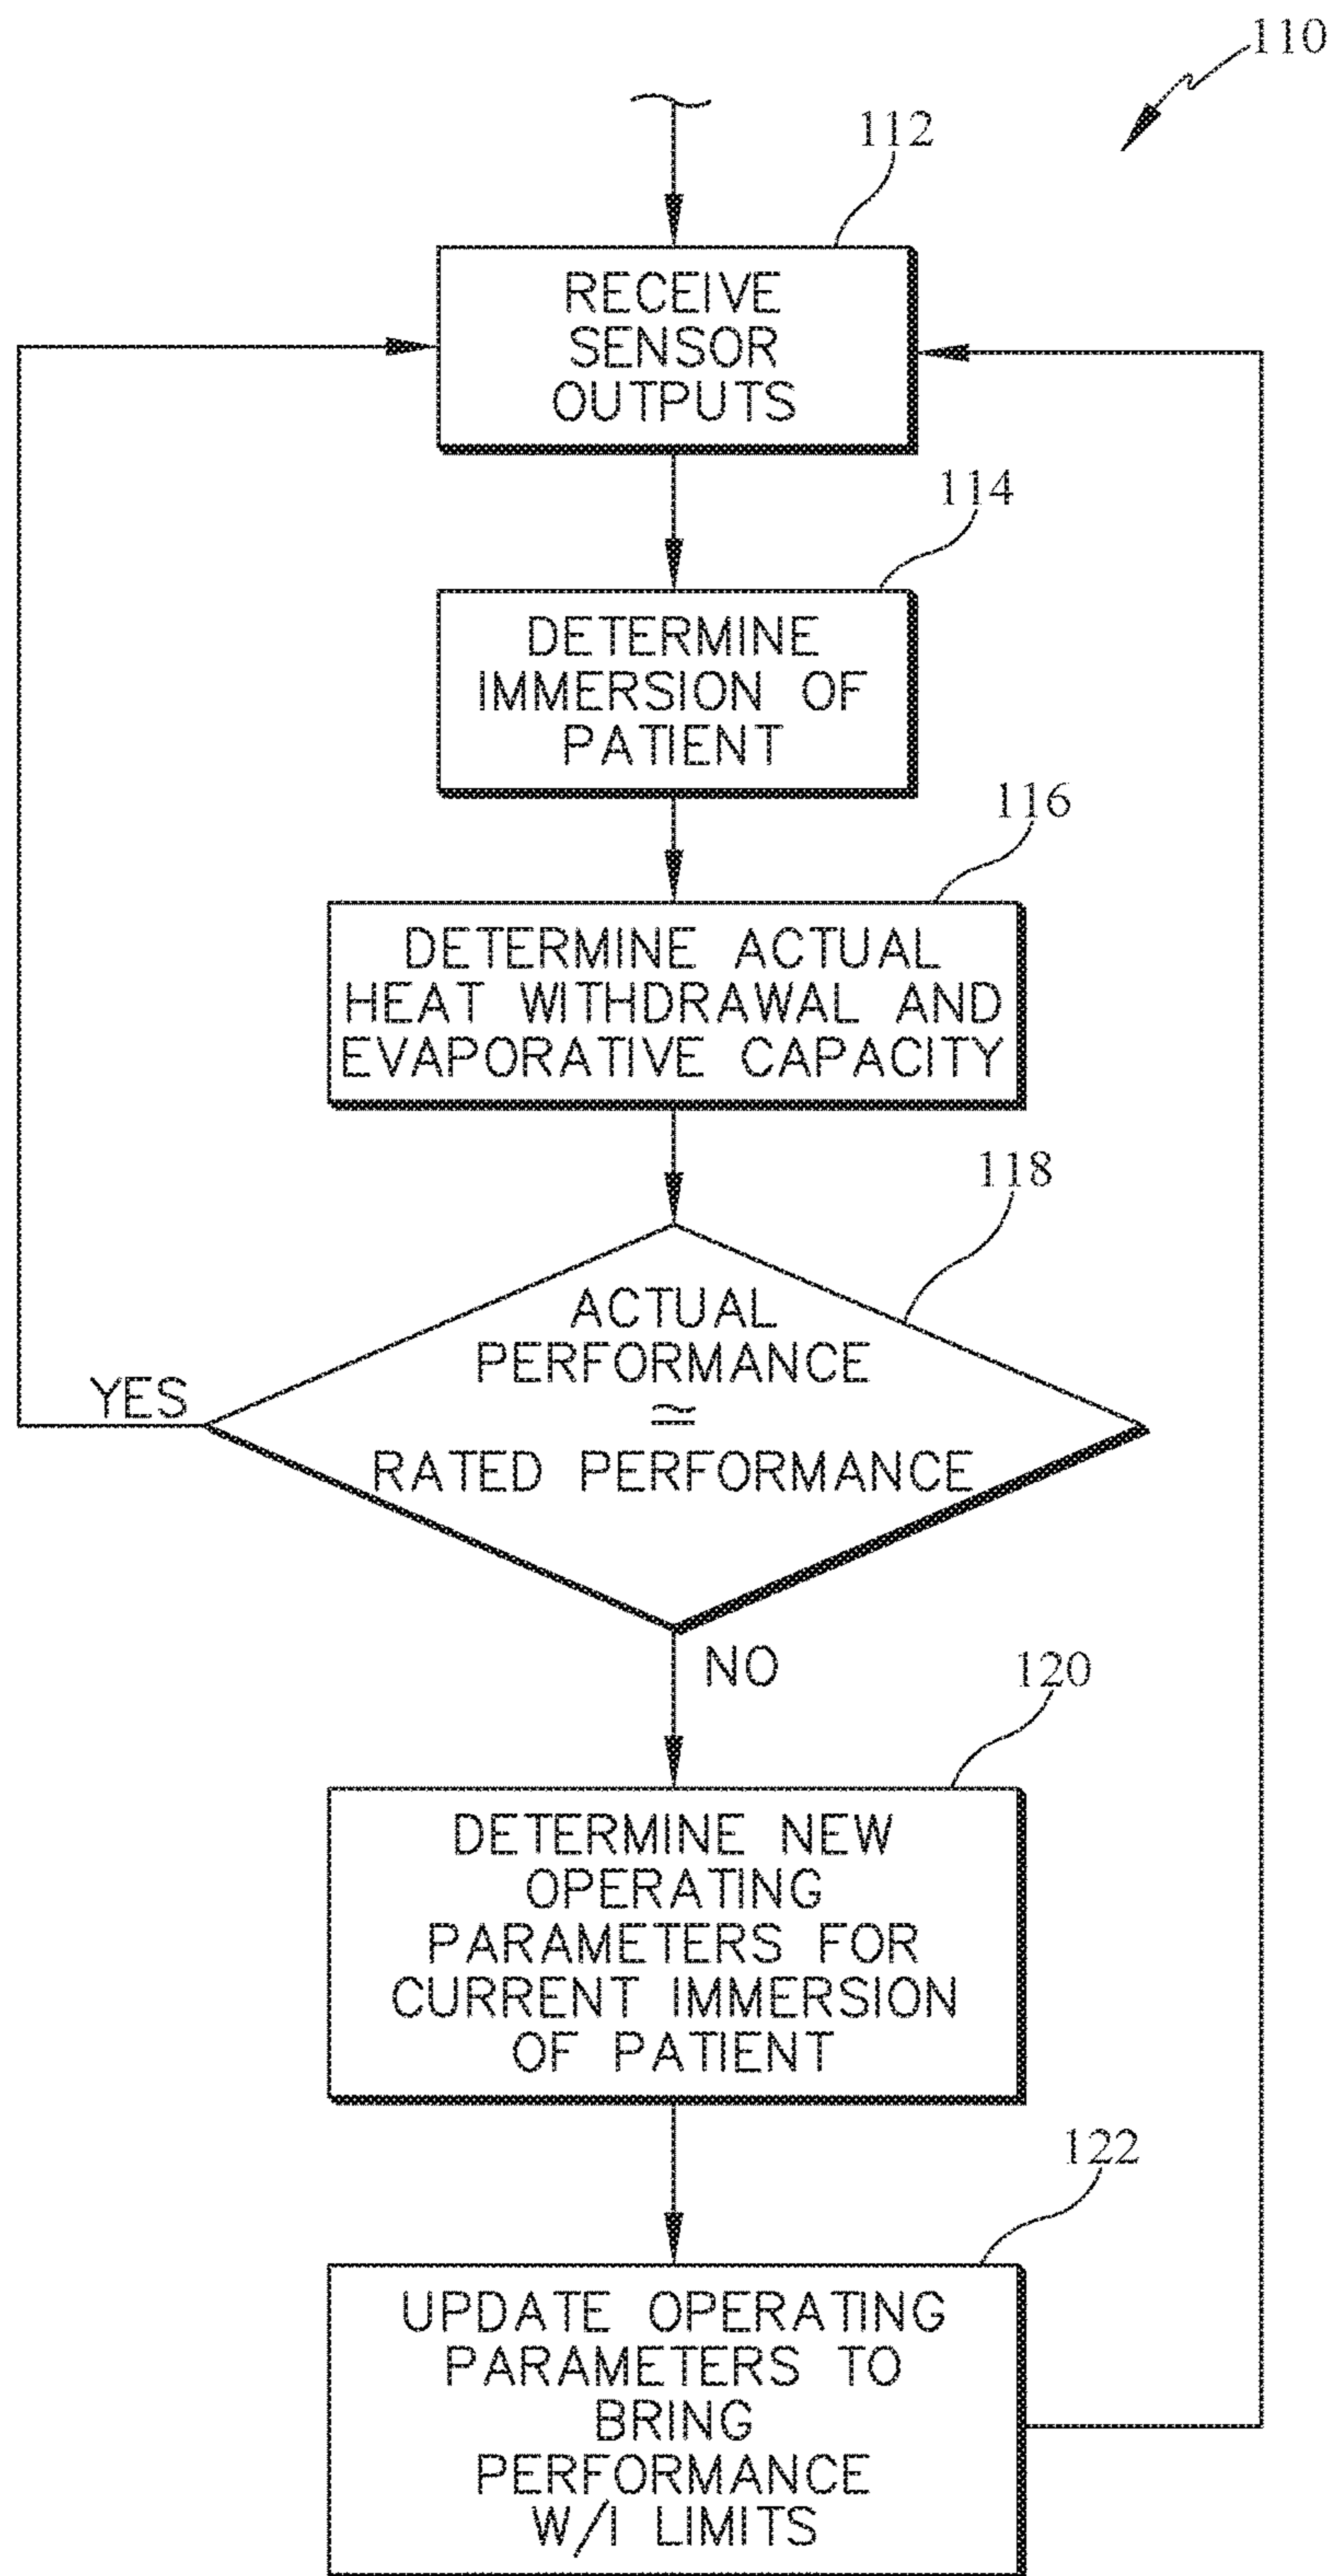 110
112
RECEIVE
SENSOR
OUTPUTS
114
DETERMINE
IMMERSION OF
PATIENT
116
DETERMINE ACTUAL
HEAT WITHDRAWAL AND
EVAPORATIVE CAPACITY
118
ACTUAL
PERFORMANCE
≃
RATED PERFORMANCE
YES
NO
120
DETERMINE NEW
OPERATING
PARAMETERS FOR
CURRENT IMMERSION
OF PATIENT
122
UPDATE OPERATING
PARAMETERS TO
BRING
PERFORMANCE
W/I LIMITS